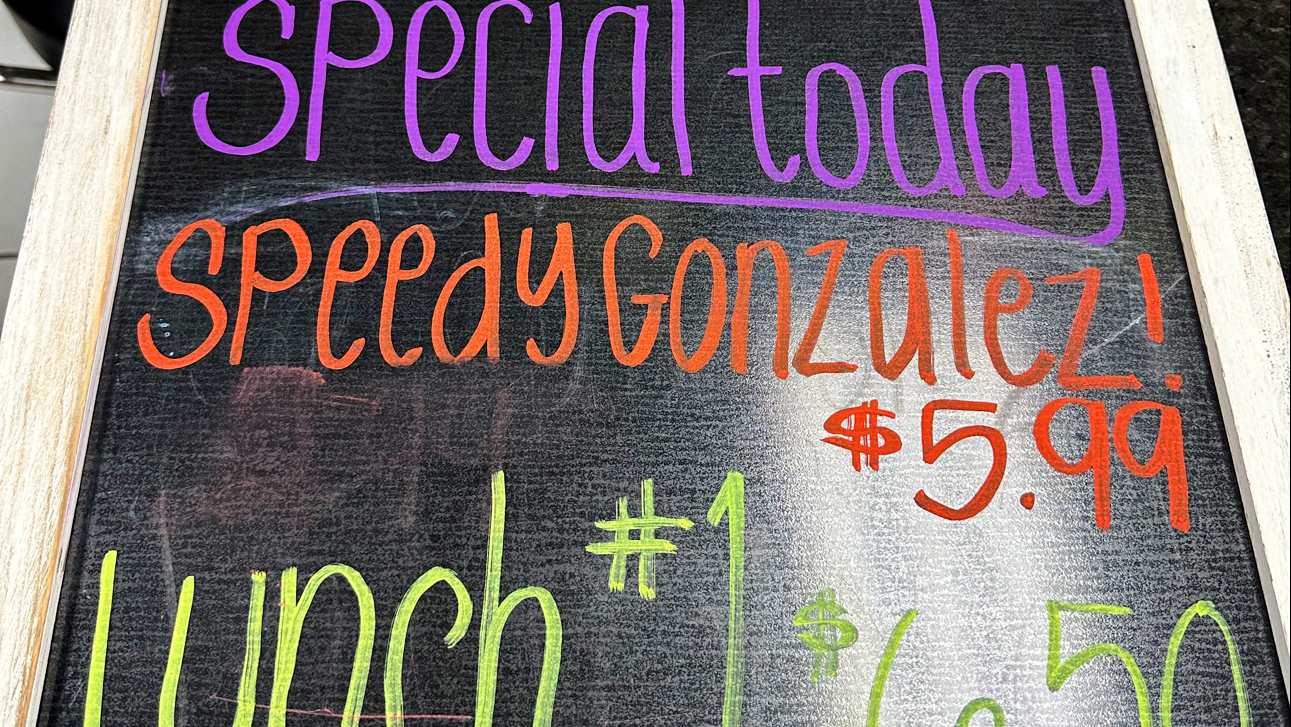 special today
Speedy Gonzalez!
$5.99
Lunch #1
$6.50